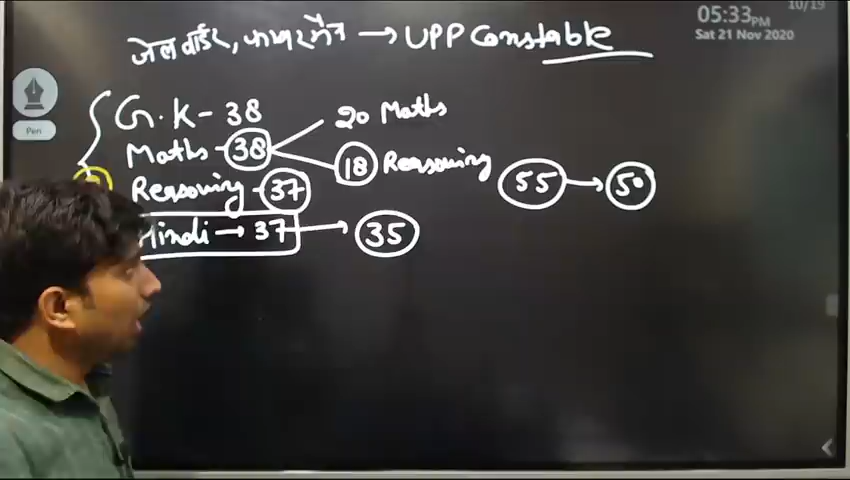 10/19
05:33PM
Sat 21 Nov 2020
जेल वार्डर, फायरमैन → UPP Constable
Pen
G.K - 38
Maths - 38
20 Maths
18 Reasoning
Reasoning - 37
55 → 50
Hindi → 37 → 35